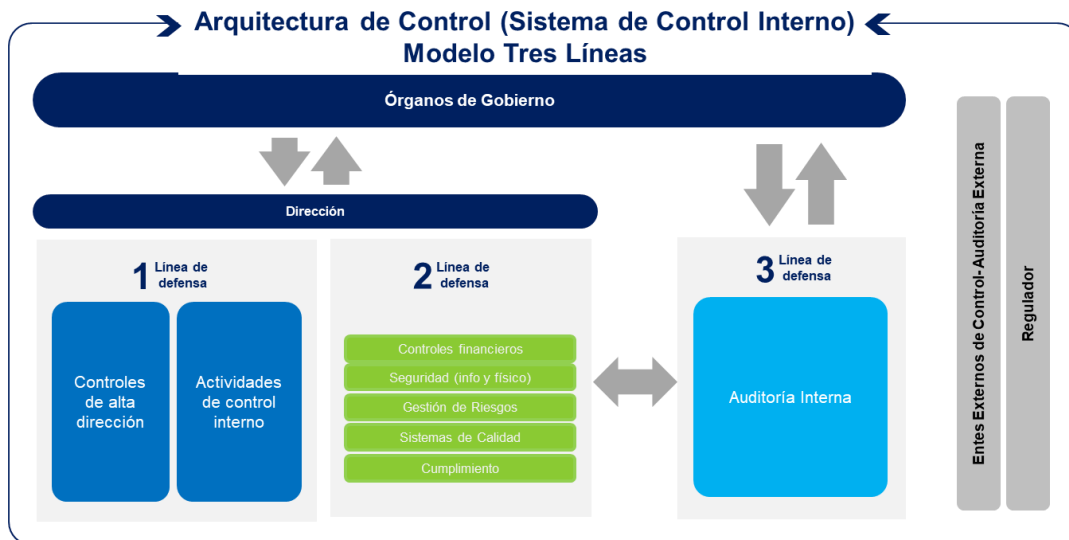 Arquitectura de Control (Sistema de Control Interno)
Modelo Tres Líneas
Órganos de Gobierno
Dirección
1 Línea de
defensa
Controles
de alta
dirección
Actividades
de control
interno
2 Línea de
defensa
Controles financieros
Seguridad (info y físico)
Gestión de Riesgos
Sistemas de Calidad
Cumplimiento
3 Línea de
defensa
Auditoría Interna
Entes Externos de Control- Auditoría Externa
Regulador